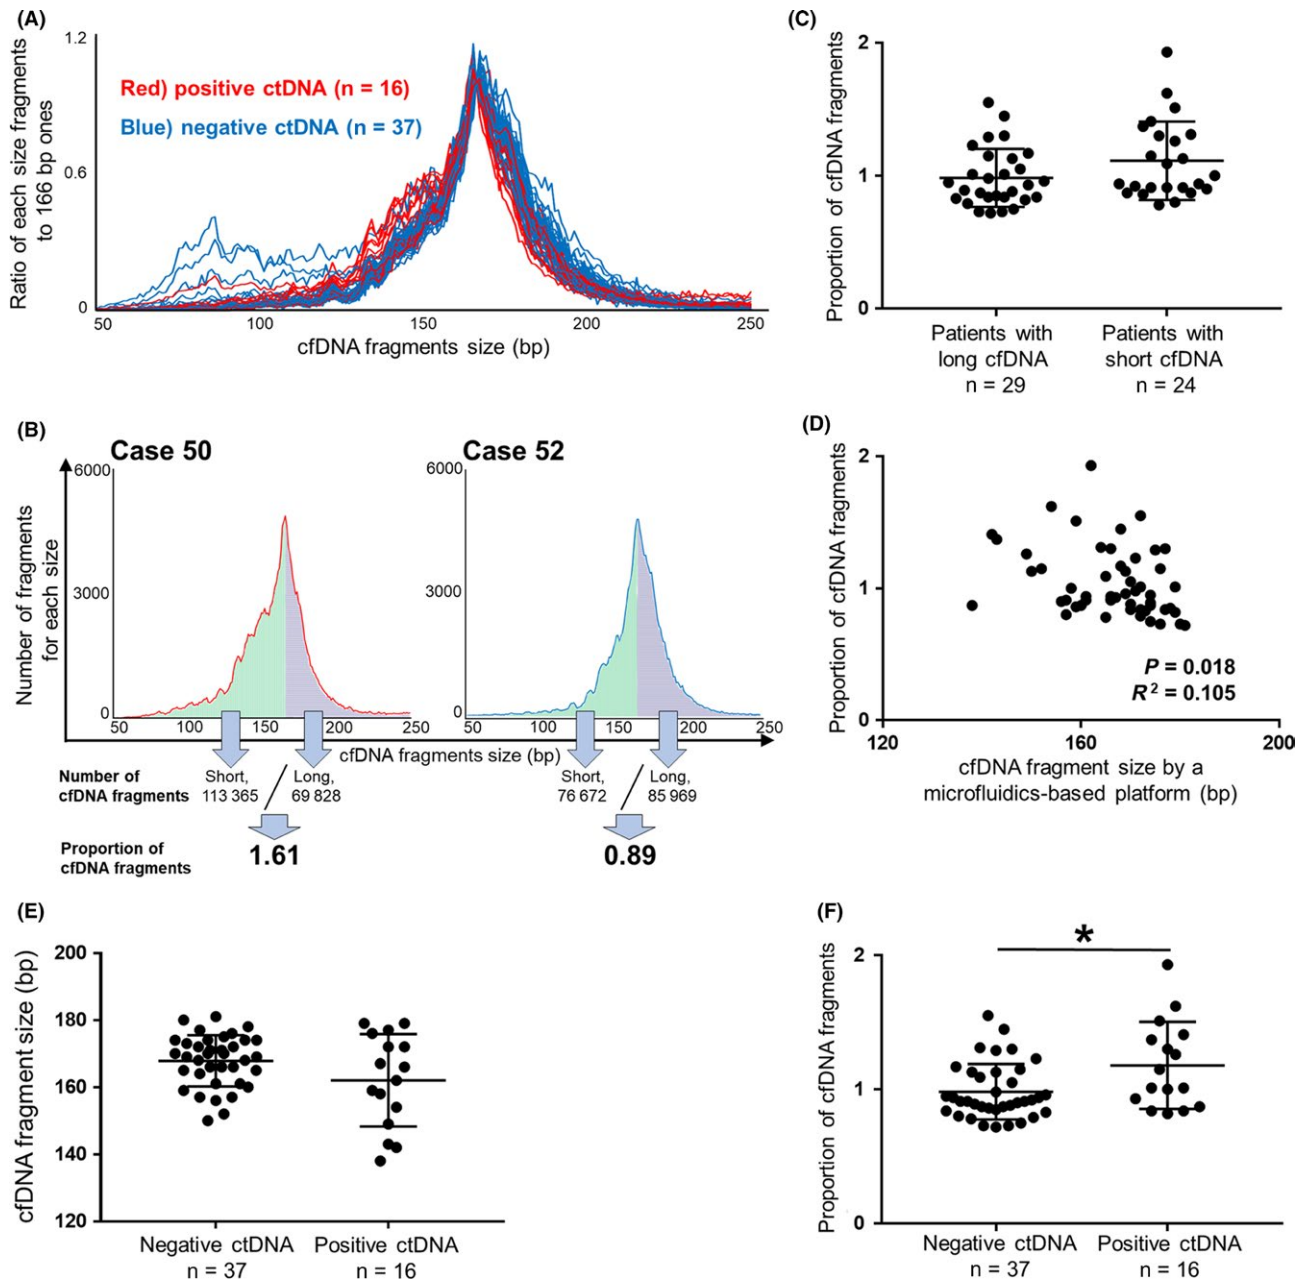 (A)
Ratio of each size fragments
to 166 bp ones
1.2
0.6
0
Red) positive ctDNA (n = 16)
Blue) negative ctDNA (n = 37)
50 100 150 200 250
cfDNA fragments size (bp)
(B)
Number of fragments
for each size
Case 50
6000
3000
0
50 100 150 200 250
Case 52
6000
3000
0
50 100 150 200 250
cfDNA fragments size (bp)
Number of
cfDNA fragments
Short,
113 365
/
Long,
69 828
Short,
76 672
/
Long,
85 969
Proportion of
cfDNA fragments
1.61
0.89
(C)
Proportion of cfDNA fragments
2
1
0
Patients with
long cfDNA
n = 29
Patients with
short cfDNA
n = 24
(D)
Proportion of cfDNA fragments
2
1
0
P = 0.018
R² = 0.105
120 160 200
cfDNA fragment size by a
microfluidics-based platform (bp)
(E)
cfDNA fragment size (bp)
200
180
160
140
120
Negative ctDNA
n = 37
Positive ctDNA
n = 16
(F)
Proportion of cfDNA fragments
2
1
0
*
Negative ctDNA
n = 37
Positive ctDNA
n = 16